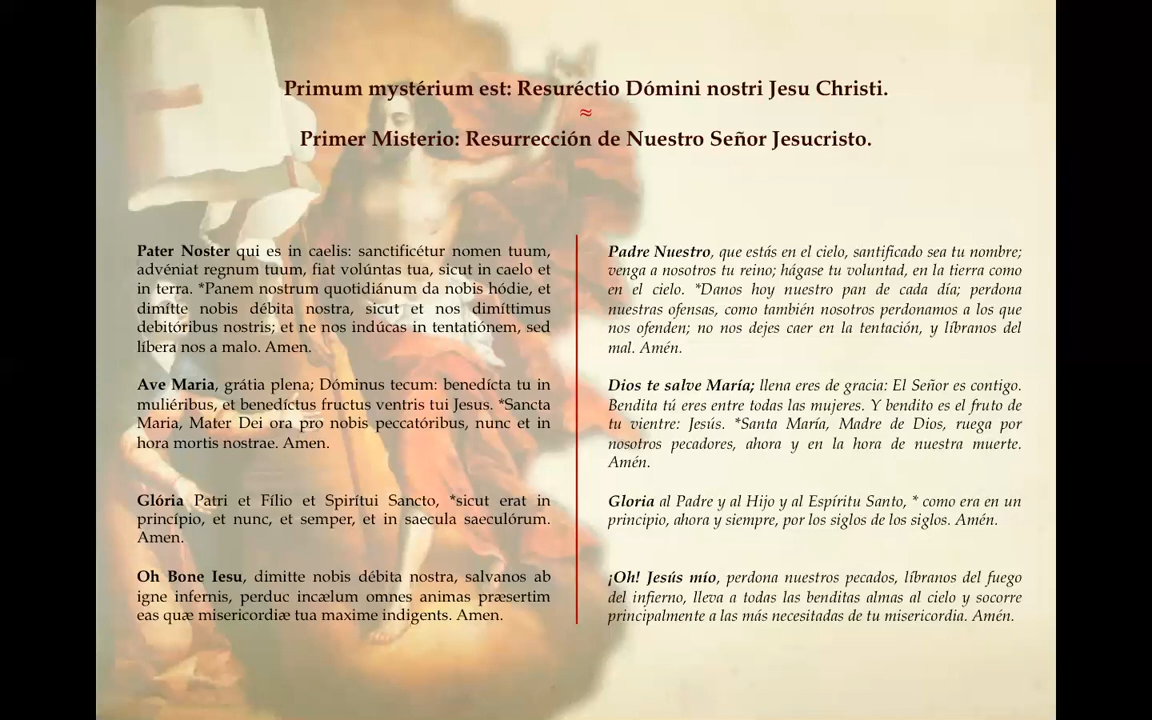 Primum mystérium est: Resuréctio Dómini nostri Jesu Christi.
≈
Primer Misterio: Resurrección de Nuestro Señor Jesucristo.
Pater Noster qui es in caelis: sanctificétur nomen tuum,
advéniat regnum tuum, fiat volúntas tua, sicut in caelo et
in terra. *Panem nostrum quotidiánum da nobis hódie, et
dimítte nobis débita nostra, sicut et nos dimíttimus
debitóribus nostris; et ne nos indúcas in tentatiónem, sed
líbera nos a malo. Amen.
Ave Maria, grátia plena; Dóminus tecum: benedícta tu in
muliéribus, et benedíctus fructus ventris tui Jesus. *Sancta
Maria, Mater Dei ora pro nobis peccatóribus, nunc et in
hora mortis nostrae. Amen.
Glória Patri et Fílio et Spirítui Sancto, *sicut erat in
princípio, et nunc, et semper, et in saecula saeculórum.
Amen.
Oh Bone Iesu, dimitte nobis débita nostra, salvanos ab
igne infernis, perduc incælum omnes animas præsertim
eas quæ misericordiæ tua maxime indigents. Amen.
Padre Nuestro, que estás en el cielo, santificado sea tu nombre;
venga a nosotros tu reino; hágase tu voluntad, en la tierra como
en el cielo. *Danos hoy nuestro pan de cada día; perdona
nuestras ofensas, como también nosotros perdonamos a los que
nos ofenden; no nos dejes caer en la tentación, y líbranos del
mal. Amén.
Dios te salve María; llena eres de gracia: El Señor es contigo.
Bendita tú eres entre todas las mujeres. Y bendito es el fruto de
tu vientre: Jesús. *Santa María, Madre de Dios, ruega por
nosotros pecadores, ahora y en la hora de nuestra muerte.
Amén.
Gloria al Padre y al Hijo y al Espíritu Santo, * como era en un
principio, ahora y siempre, por los siglos de los siglos. Amén.
¡Oh! Jesús mío, perdona nuestros pecados, líbranos del fuego
del infierno, lleva a todas las benditas almas al cielo y socorre
principalmente a las más necesitadas de tu misericordia. Amén.